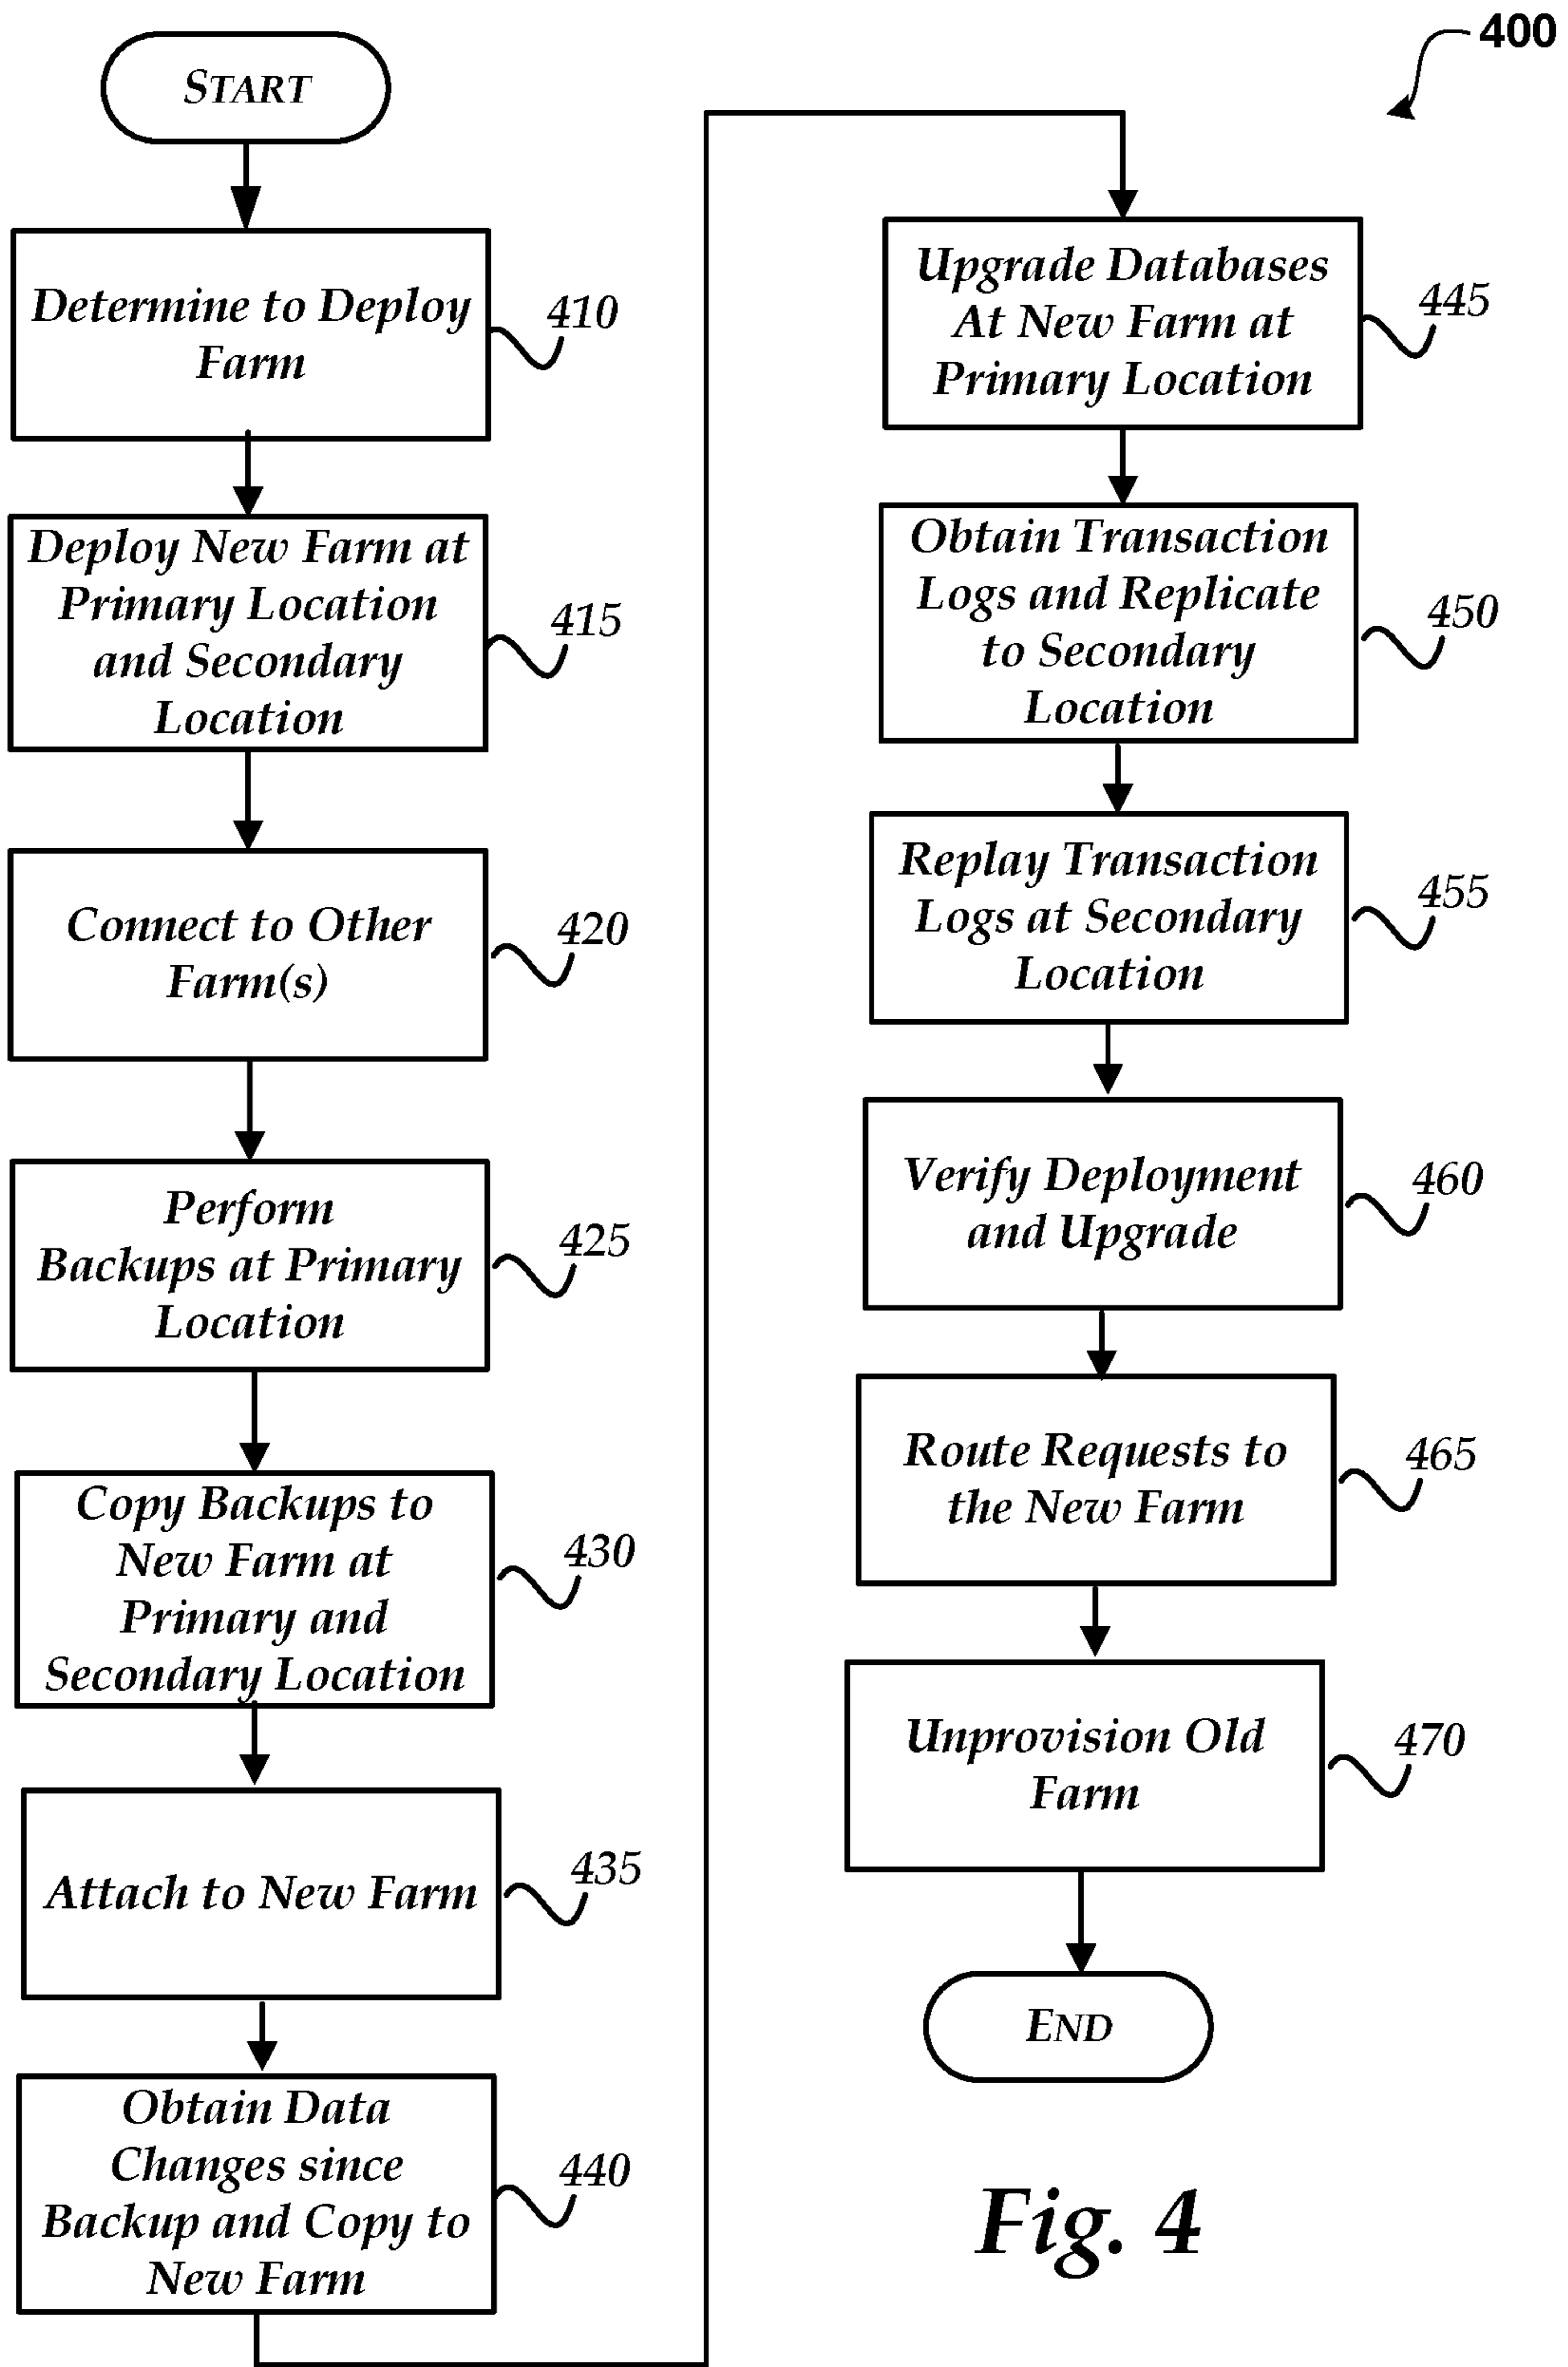 400
START
Determine to Deploy
Farm
410
Deploy New Farm at
Primary Location
and Secondary
Location
415
Connect to Other
Farm(s)
420
Perform
Backups at Primary
Location
425
Copy Backups to
New Farm at
Primary and
Secondary Location
430
Attach to New Farm
435
Obtain Data
Changes since
Backup and Copy to
New Farm
440
Upgrade Databases
At New Farm at
Primary Location
445
Obtain Transaction
Logs and Replicate
to Secondary
Location
450
Replay Transaction
Logs at Secondary
Location
455
Verify Deployment
and Upgrade
460
Route Requests to
the New Farm
465
Unprovision Old
Farm
470
END
Fig. 4